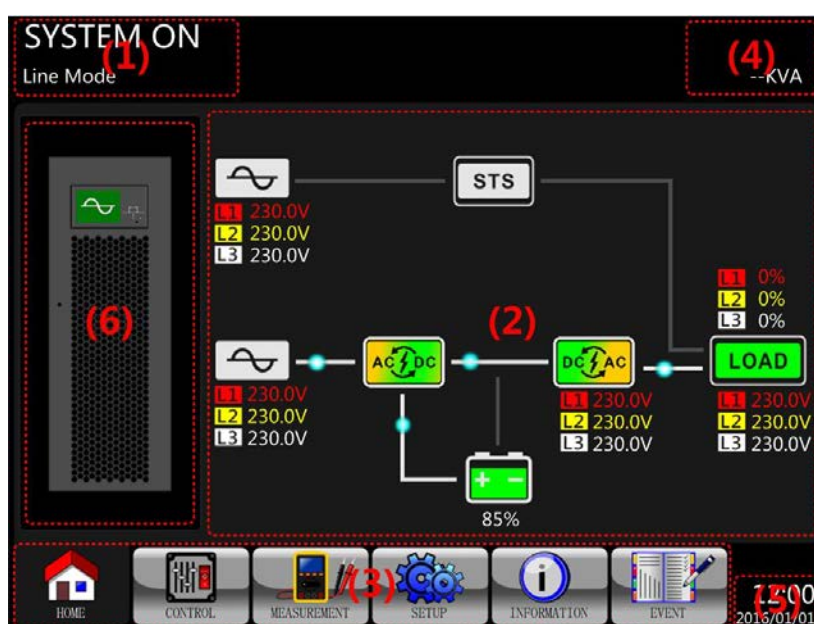 SYSTEM ON
(1)
Line Mode
(4)
--KVA
STS
L1 230.0V
L2 230.0V
L3 230.0V
(6)
(2)
L1 0%
L2 0%
L3 0%
AC DC
DC AC
LOAD
L1 230.0V
L2 230.0V
L3 230.0V
L1 230.0V
L2 230.0V
L3 230.0V
L1 230.0V
L2 230.0V
L3 230.0V
+ -
85%
(3)
HOME
CONTROL
MEASUREMENT
SETUP
INFORMATION
EVENT
(5)
2016/01/01